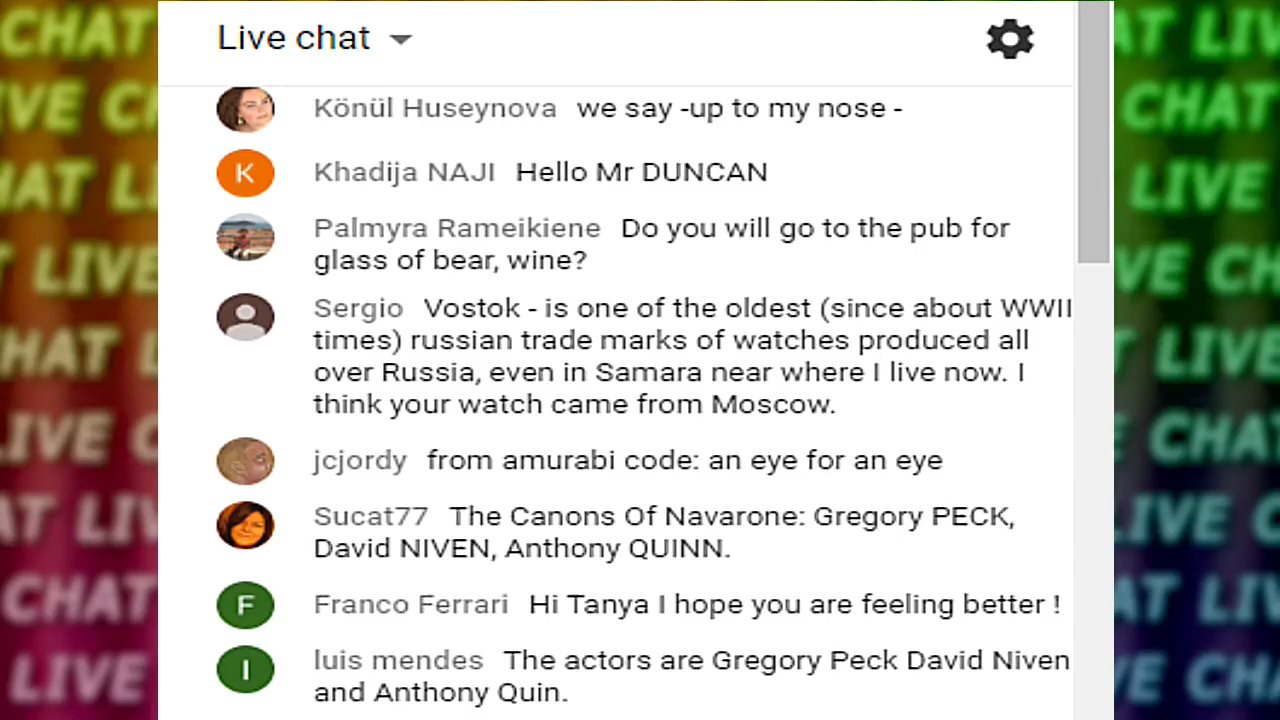 Live chat
Könül Huseynova we say -up to my nose -
K Khadija NAJI Hello Mr DUNCAN
Palmyra Rameikiene Do you will go to the pub for
glass of bear, wine?
Sergio Vostok - is one of the oldest (since about WWII
times) russian trade marks of watches produced all
over Russia, even in Samara near where I live now. I
think your watch came from Moscow.
jcjordy from amurabi code: an eye for an eye
Sucat77 The Canons Of Navarone: Gregory PECK,
David NIVEN, Anthony QUINN.
F Franco Ferrari Hi Tanya I hope you are feeling better !
l luis mendes The actors are Gregory Peck David Niven
and Anthony Quin.